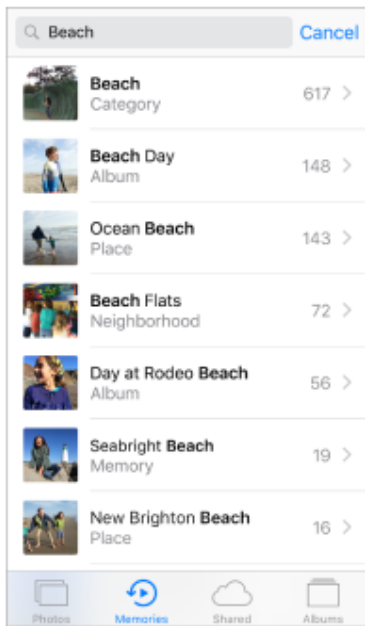 Beach
Cancel
Beach
Category
617
Beach Day
Album
148
Ocean Beach
Place
143
Beach Flats
Neighborhood
72
Day at Rodeo Beach
Album
56
Seabright Beach
Memory
19
New Brighton Beach
Place
16
Photos
Memories
Shared
Albums